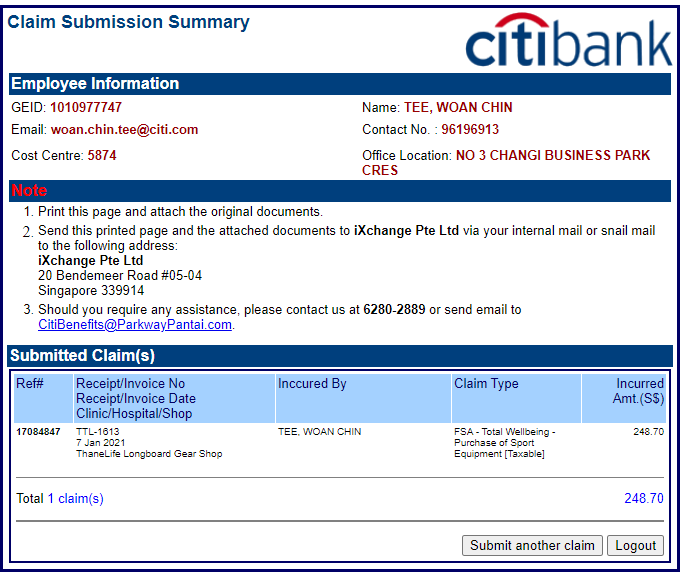 Claim Submission Summary
citibank
Employee Information
GEID: 1010977747
Name: TEE, WOAN CHIN
Email: woan.chin.tee@citi.com
Contact No. : 96196913
Cost Centre: 5874
Office Location: NO 3 CHANGI BUSINESS PARK
CRES
Note
1. Print this page and attach the original documents.
2. Send this printed page and the attached documents to iXchange Pte Ltd via your internal mail or snail mail
to the following address:
iXchange Pte Ltd
20 Bendemeer Road #05-04
Singapore 339914
3. Should you require any assistance, please contact us at 6280-2889 or send email to
CitiBenefits@ParkwayPantai.com.
Submitted Claim(s)
Ref#
Receipt/Invoice No
Receipt/Invoice Date
Clinic/Hospital/Shop
Inccured By
Claim Type
Incurred
Amt.(S$)
17084847
TTL-1613
7 Jan 2021
ThaneLife Longboard Gear Shop
TEE, WOAN CHIN
FSA - Total Wellbeing -
Purchase of Sport
Equipment [Taxable]
248.70
Total 1 claim(s)
248.70
Submit another claim
Logout